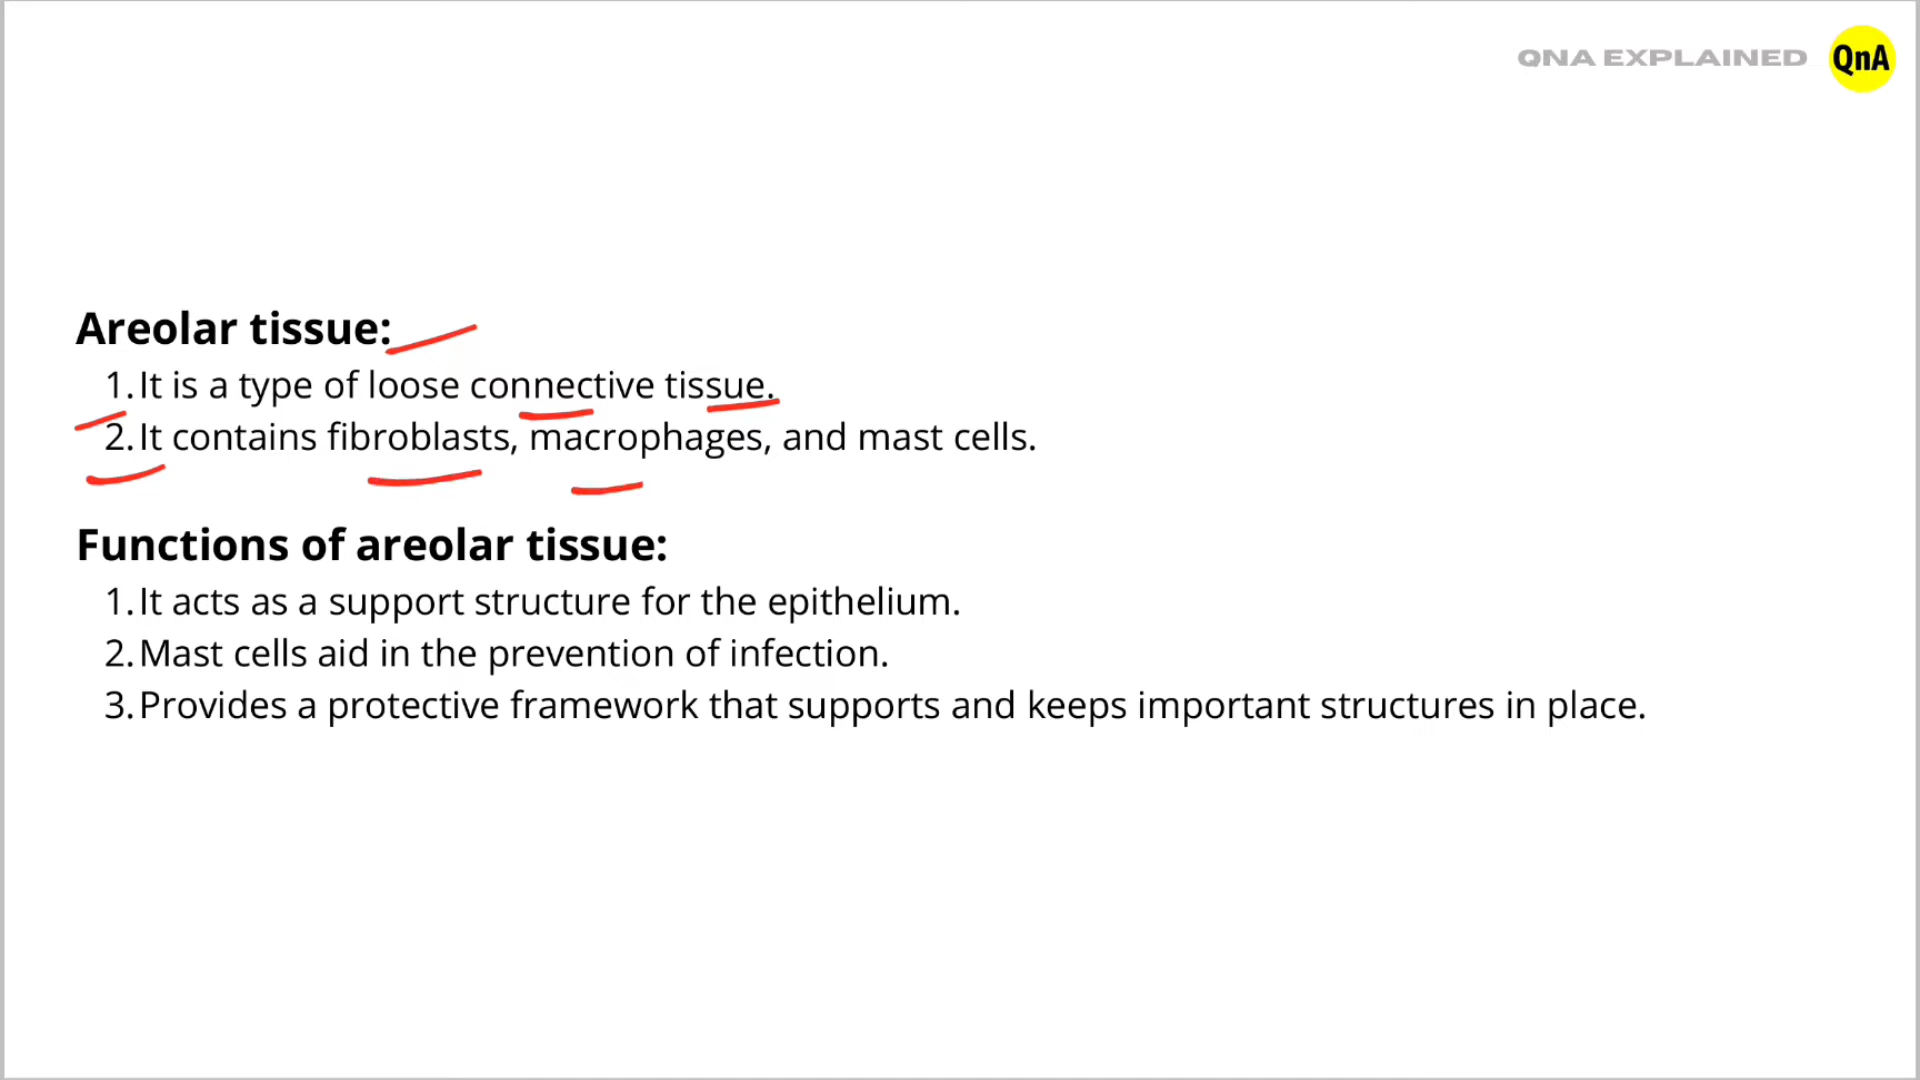 QNA EXPLAINED QnA
Areolar tissue:
1. It is a type of loose connective tissue.
2. It contains fibroblasts, macrophages, and mast cells.
Functions of areolar tissue:
1. It acts as a support structure for the epithelium.
2. Mast cells aid in the prevention of infection.
3. Provides a protective framework that supports and keeps important structures in place.